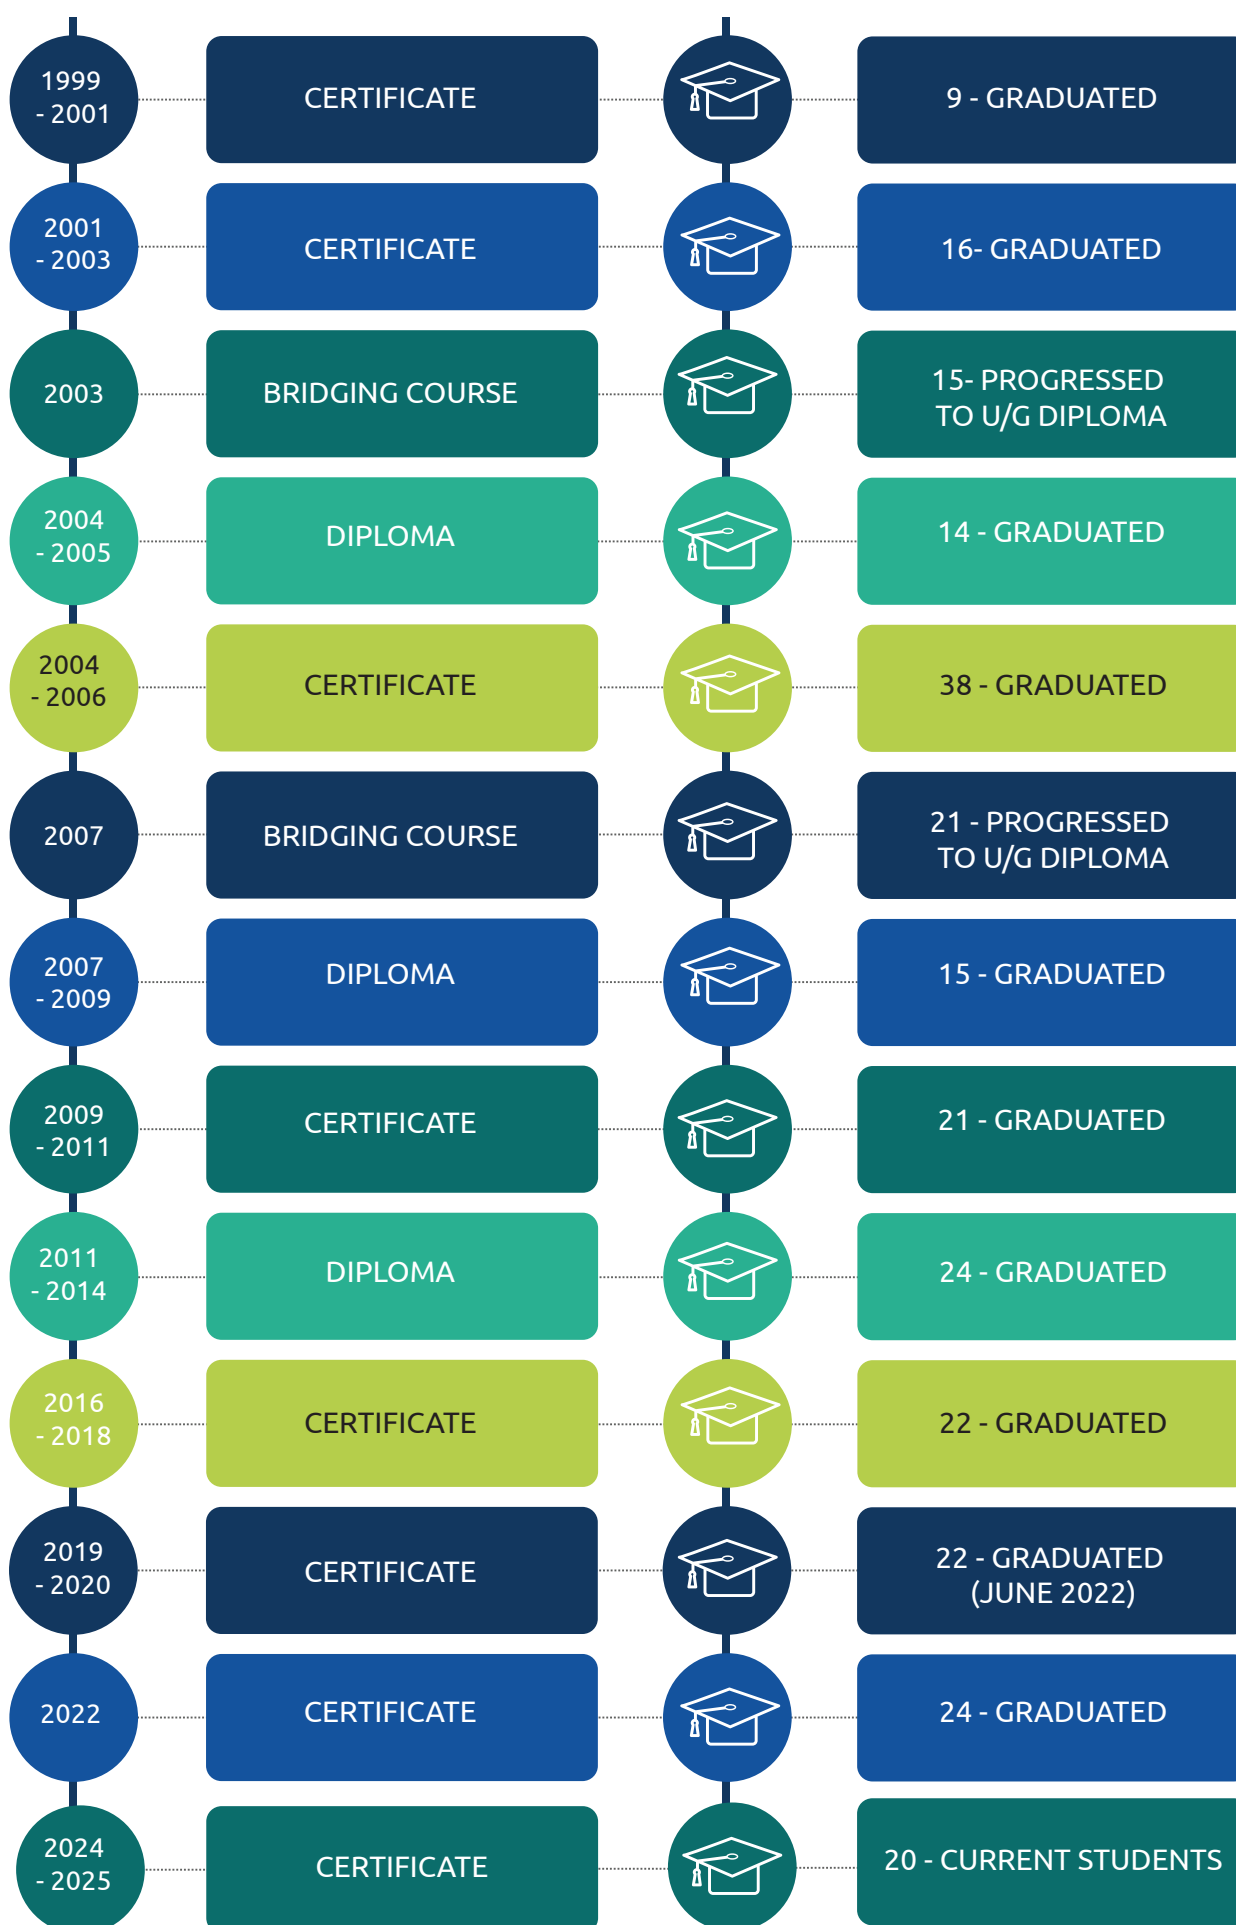 1999
- 2001
CERTIFICATE
9 - GRADUATED
2001
- 2003
CERTIFICATE
16- GRADUATED
2003
BRIDGING COURSE
15- PROGRESSED
TO U/G DIPLOMA
2004
- 2005
DIPLOMA
14 - GRADUATED
2004
- 2006
CERTIFICATE
38 - GRADUATED
2007
BRIDGING COURSE
21 - PROGRESSED
TO U/G DIPLOMA
2007
- 2009
DIPLOMA
15 - GRADUATED
2009
- 2011
CERTIFICATE
21 - GRADUATED
2011
- 2014
DIPLOMA
24 - GRADUATED
2016
- 2018
CERTIFICATE
22 - GRADUATED
2019
- 2020
CERTIFICATE
22 - GRADUATED
(JUNE 2022)
2022
CERTIFICATE
24 - GRADUATED
2024
- 2025
CERTIFICATE
20 - CURRENT STUDENTS